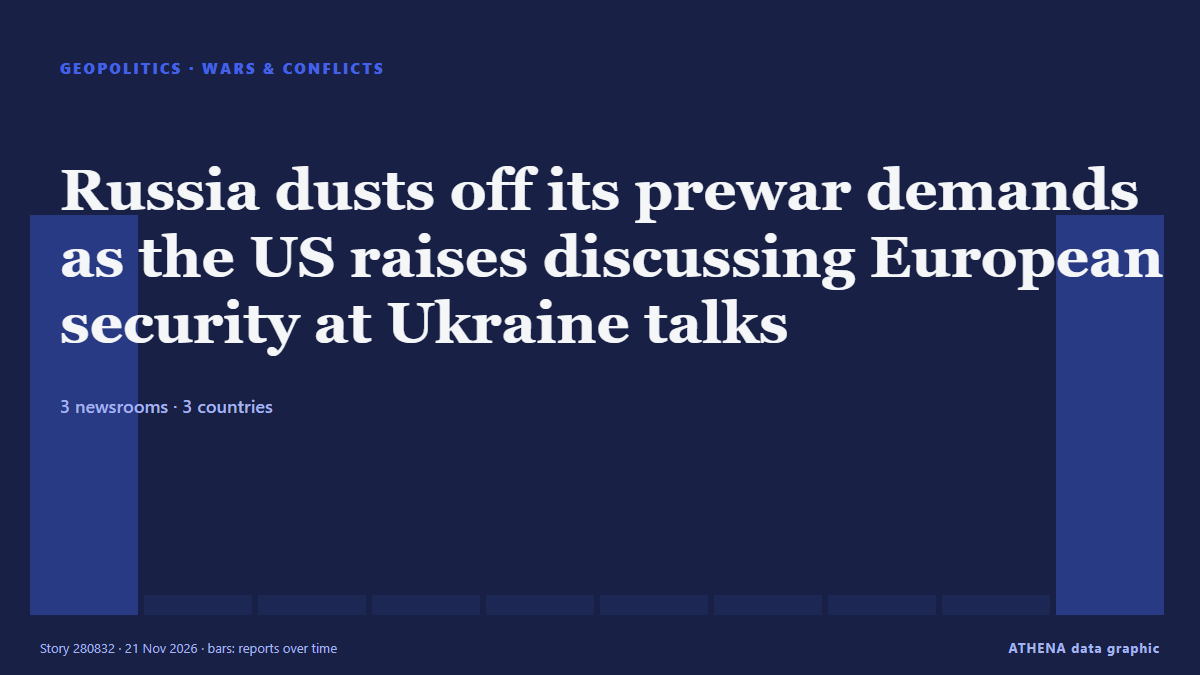 GEOPOLITICS · WARS & CONFLICTS
Russia dusts off its prewar demands
as the US raises discussing European
security at Ukraine talks
3 newsrooms · 3 countries
Story 280832 · 21 Nov 2026 · bars: reports over time
ATHENA data graphic